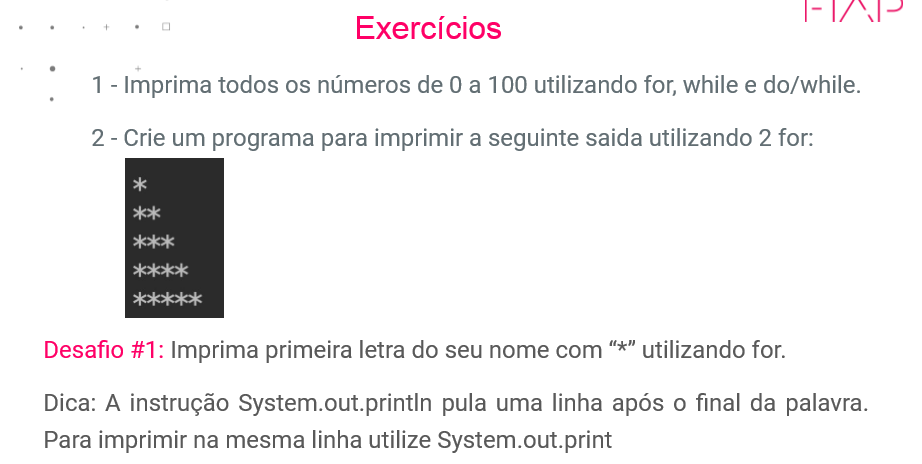 Exercícios
1 - Imprima todos os números de 0 a 100 utilizando for, while e do/while.
2 - Crie um programa para imprimir a seguinte saida utilizando 2 for:
*
**
***
****
*****
Desafio #1: Imprima primeira letra do seu nome com “*” utilizando for.
Dica: A instrução System.out.println pula uma linha após o final da palavra.
Para imprimir na mesma linha utilize System.out.print